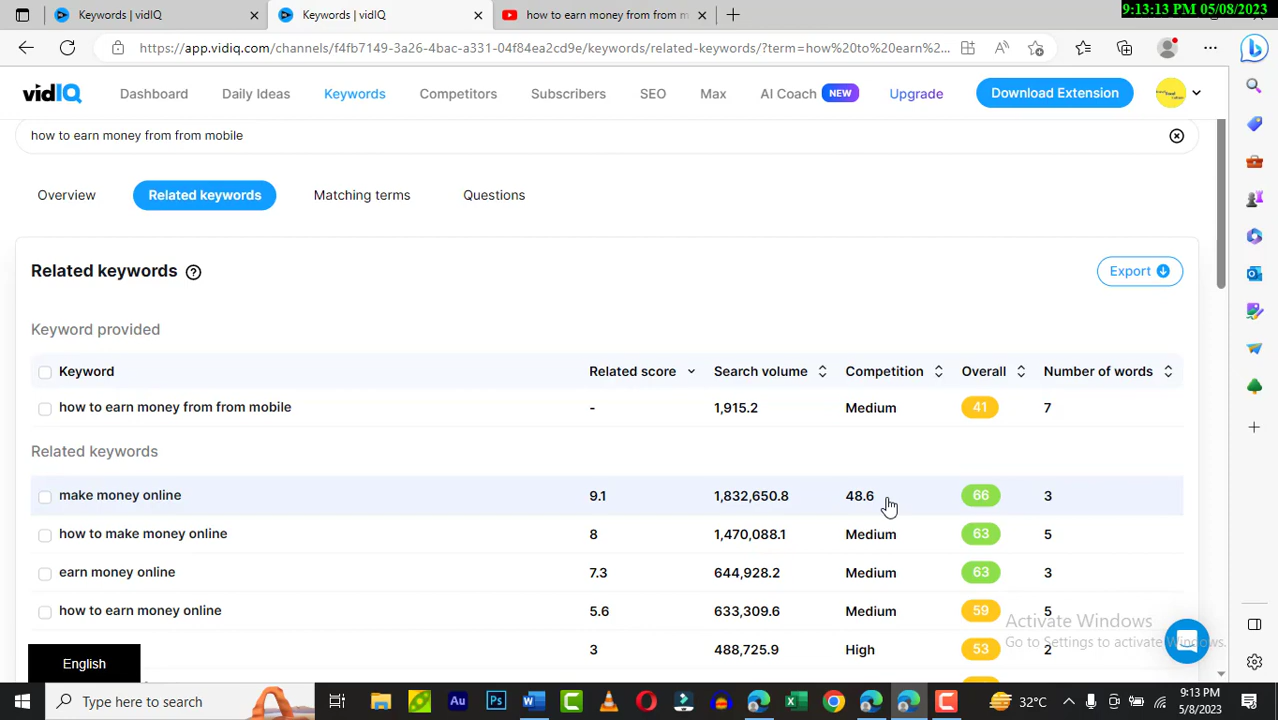 Keywords | vidIQ
Keywords | vidIQ
how to earn money from from m
9:13:13 PM 05/08/2023
https://app.vidiq.com/channels/f4fb7149-3a26-4bac-a331-04f84ea2cd9e/keywords/related-keywords/?term=how%20to%20ern%2...
vidIQ
Dashboard
Daily Ideas
Keywords
Competitors
Subscribers
SEO
Max
AI Coach NEW
Upgrade
Download Extension
how to earn money from from mobile
Overview
Related keywords
Matching terms
Questions
Related keywords
Export
Keyword provided
Keyword Related score Search volume Competition Overall Number of words
how to earn money from from mobile - 1,915.2 Medium 41 7
Related keywords
make money online 9.1 1,832,650.8 48.6 66 3
how to make money online 8 1,470,088.1 Medium 63 5
earn money online 7.3 644,928.2 Medium 63 3
how to earn money online 5.6 633,309.6 Medium 59 5
3 488,725.9 High 53 2
Activate Windows
Go to Settings to activate Windows.
English
Type here to search
32°C
9:13 PM
5/8/2023